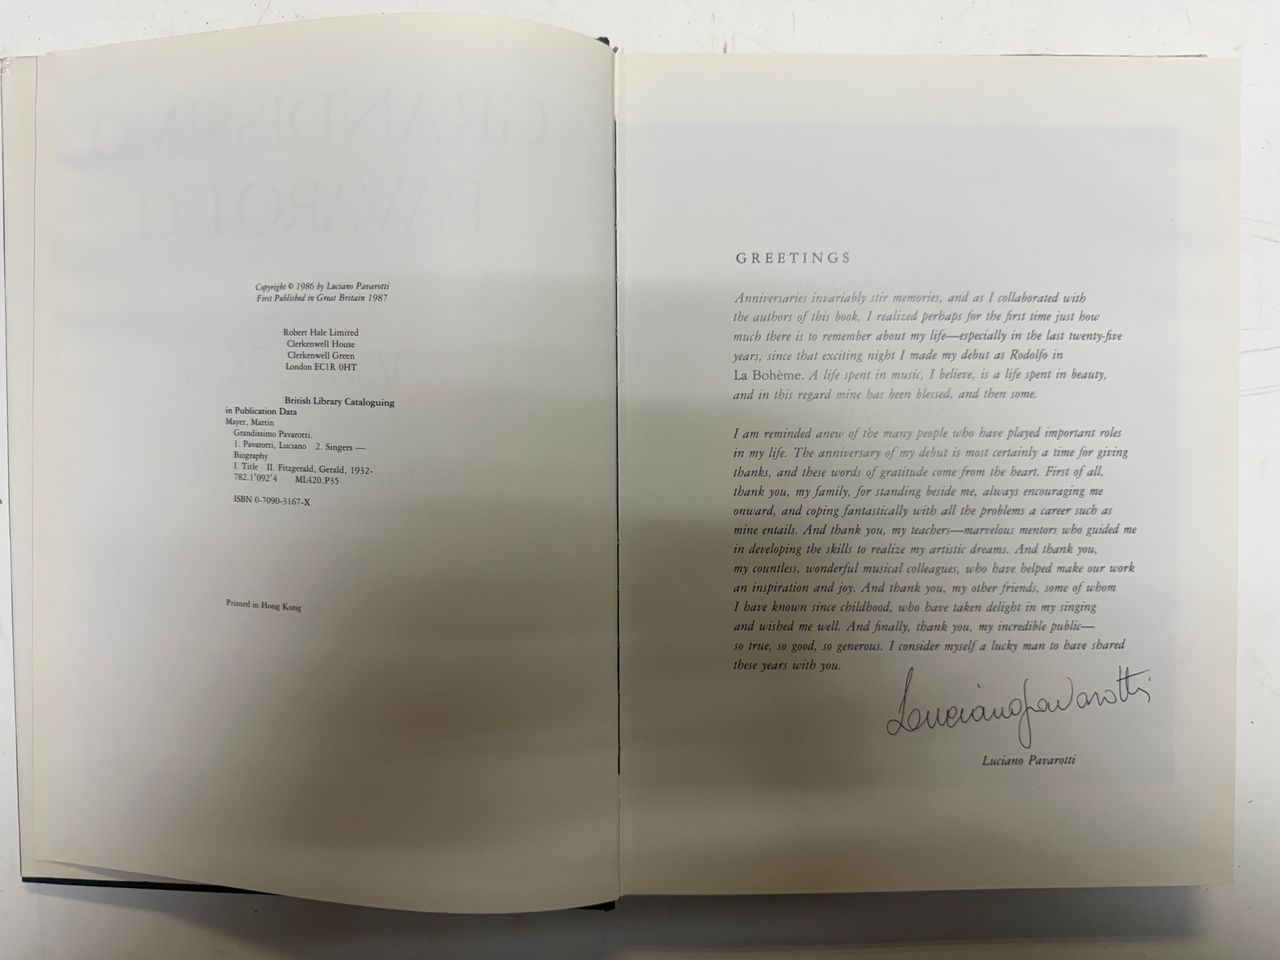 GRANDISSIMO
PAVAROTTI
Copyright © 1986 by Luciano Pavarotti
First Published in Great Britain 1987
Robert Hale Limited
Clerkenwell House
Clerkenwell Green
London EC1R 0HT
British Library Cataloguing
in Publication Data
Mayer, Martin
Grandissimo Pavarotti.
1. Pavarotti, Luciano 2. Singers —
Biography
I. Title II. Fitzgerald, Gerald, 1932-
782.1'092'4 ML420.P35
ISBN 0-7090-3167-X
Printed in Hong Kong
GREETINGS
Anniversaries invariably stir memories, and as I collaborated with
the authors of this book, I realized perhaps for the first time just how
much there is to remember about my life—especially in the last twenty-five
years, since that exciting night I made my debut as Rodolfo in
La Bohème. A life spent in music, I believe, is a life spent in beauty,
and in this regard mine has been blessed, and then some.
I am reminded anew of the many people who have played important roles
in my life. The anniversary of my debut is most certainly a time for giving
thanks, and these words of gratitude come from the heart. First of all,
thank you, my family, for standing beside me, always encouraging me
onward, and coping fantastically with all the problems a career such as
mine entails. And thank you, my teachers—marvelous mentors who guided me
in developing the skills to realize my artistic dreams. And thank you,
my countless, wonderful musical colleagues, who have helped make our work
an inspiration and joy. And thank you, my other friends, some of whom
I have known since childhood, who have taken delight in my singing
and wished me well. And finally, thank you, my incredible public—
so true, so good, so generous. I consider myself a lucky man to have shared
these years with you.
Luciano Pavarotti
Luciano Pavarotti